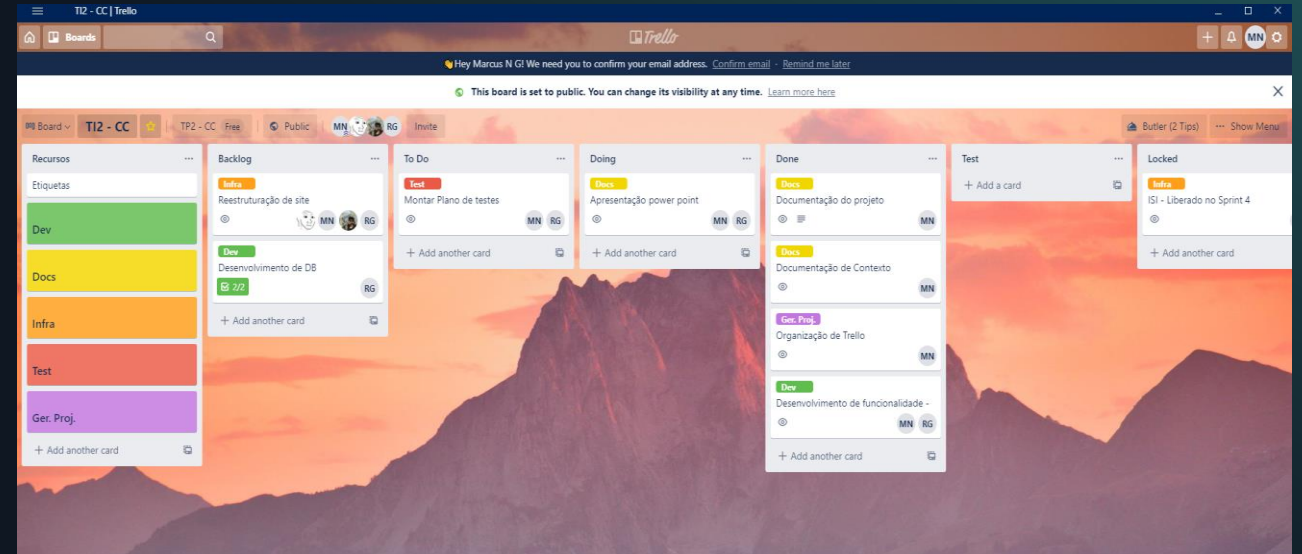 TI2 - CC | Trello
Boards
Trello
MN
Hey Marcus N G! We need you to confirm your email address. Confirm email - Remind me later
This board is set to public. You can change its visibility at any time. Learn more here
Board
TI2 - CC
TP2 - CC Free
Public
MN
RG
Invite
Butler (2 Tips)
Show Menu
Recursos
Etiquetas
Dev
Docs
Infra
Test
Ger. Proj.
+ Add another card
Backlog
Infra
Reestruturação de site
MN RG
Dev
Desenvolvimento de DB
2/2
RG
+ Add another card
To Do
Test
Montar Plano de testes
MN RG
+ Add another card
Doing
Docs
Apresentação power point
MN RG
+ Add another card
Done
Docs
Documentação do projeto
MN
Docs
Documentação de Contexto
MN
Ger. Proj.
Organização de Trello
MN
Dev
Desenvolvimento de funcionalidade -
MN RG
+ Add another card
Test
+ Add a card
Locked
Infra
ISI - Liberado no Sprint 4
+ Add another card